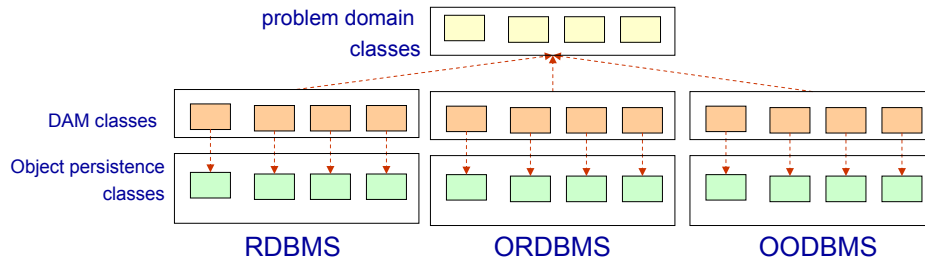 problem domain
classes
DAM classes
Object persistence
classes
RDBMS
ORDBMS
OODBMS